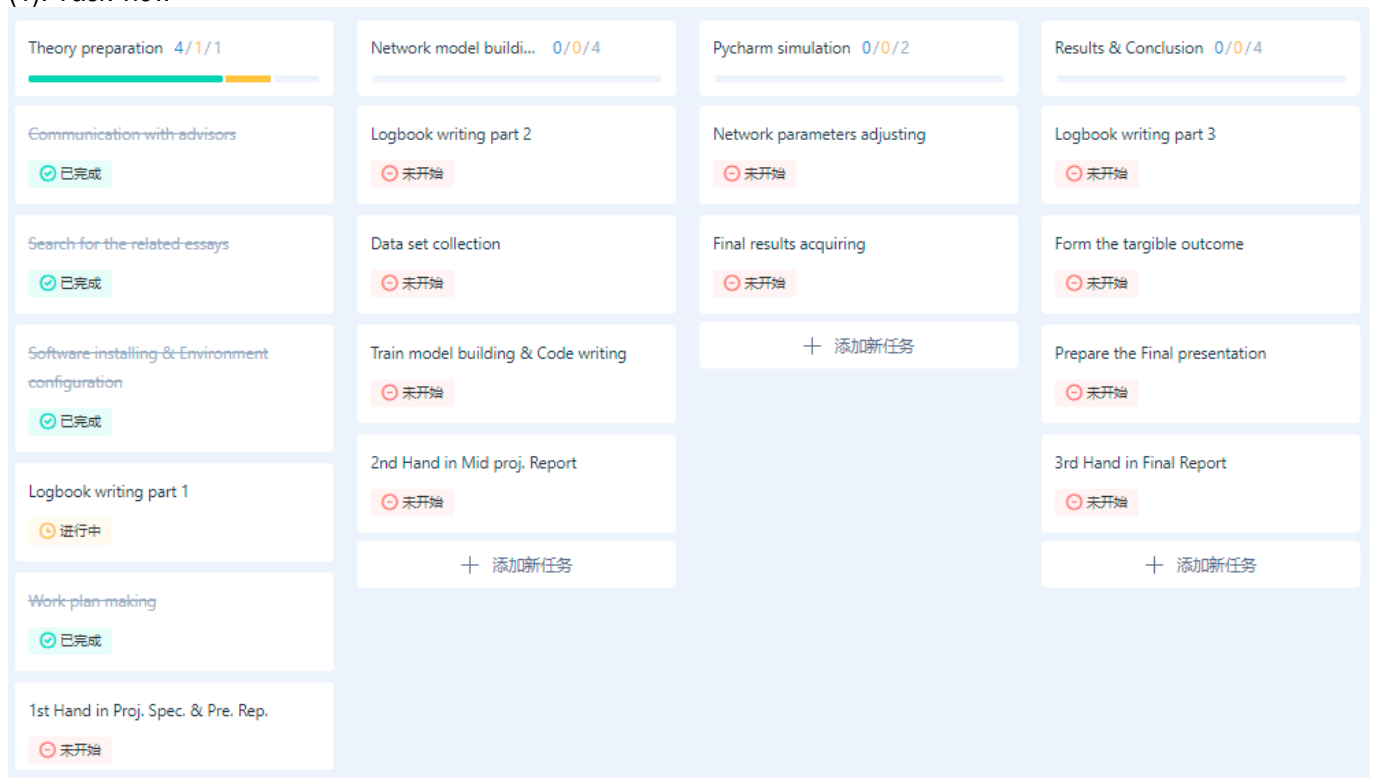 Theory preparation 4/1/1
Communication with advisors
已完成
Search for the related essays
已完成
Software installing & Environment
configuration
已完成
Logbook writing part 1
进行中
Work plan making
已完成
1st Hand in Proj. Spec. & Pre. Rep.
未开始
Network model buildi... 0/0/4
Logbook writing part 2
未开始
Data set collection
未开始
Train model building & Code writing
未开始
2nd Hand in Mid proj. Report
未开始
添加新任务
Pycharm simulation 0/0/2
Network parameters adjusting
未开始
Final results acquiring
未开始
添加新任务
Results & Conclusion 0/0/4
Logbook writing part 3
未开始
Form the targible outcome
未开始
Prepare the Final presentation
未开始
3rd Hand in Final Report
未开始
添加新任务